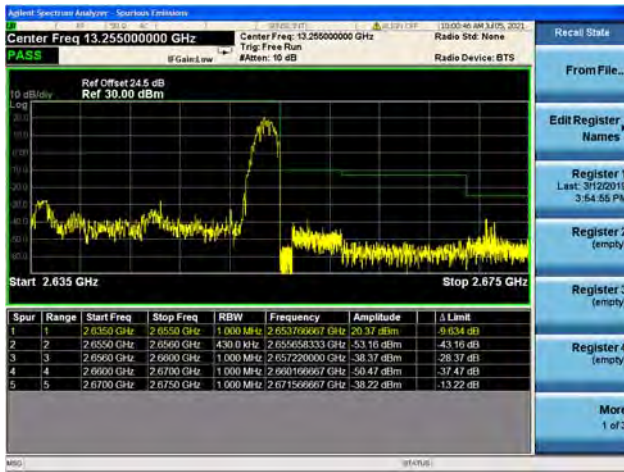 Agilent Spectrum Analyzer - Spurious Emissions
10:00:46 AM Jul 05, 2021
Center Freq 13.255000000 GHz
Center Freq: 13.255000000 GHz
Radio Std: None
Trig: Free Run
PASS
IFGain:Low
#Atten: 10 dB
Radio Device: BTS
Ref Offset 24.5 dB
10 dB/div
Ref 30.00 dBm
Log
Start 2.635 GHz
Stop 2.675 GHz
Spur Range Start Freq Stop Freq RBW Frequency Amplitude Δ Limit
1 1 2.6350 GHz 2.6550 GHz 1.000 MHz 2.653766667 GHz 20.37 dBm -9.634 dB
2 2 2.6550 GHz 2.6560 GHz 430.0 kHz 2.655658333 GHz -53.16 dBm -43.16 dB
3 3 2.6560 GHz 2.6600 GHz 1.000 MHz 2.657220000 GHz -38.37 dBm -28.37 dB
4 4 2.6600 GHz 2.6700 GHz 1.000 MHz 2.660166667 GHz -50.47 dBm -37.47 dB
5 5 2.6700 GHz 2.6750 GHz 1.000 MHz 2.671566667 GHz -38.22 dBm -13.22 dB
MSG
STATUS
Recall State
From File...
Edit Register
Names
Register 1
Last: 3/12/2019
3:54:55 PM
Register 2
(empty
Register 3
(empty
Register 4
(empty
More
1 of 3